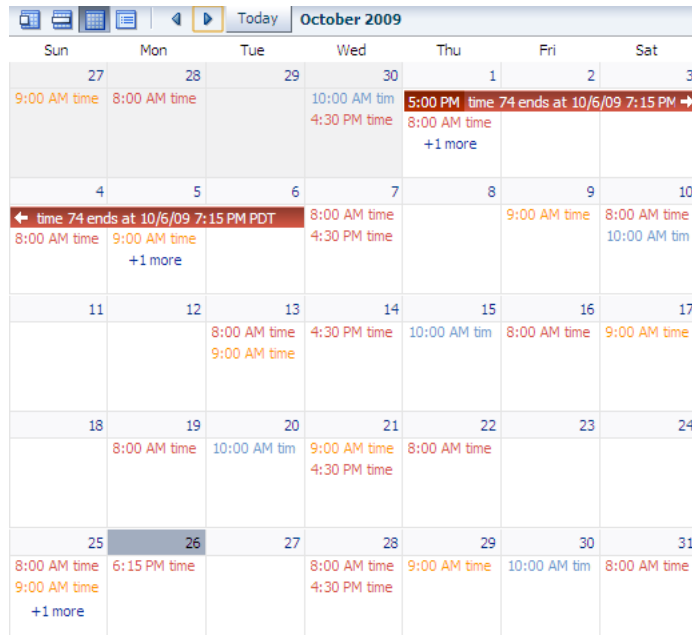 Today October 2009
Sun Mon Tue Wed Thu Fri Sat
27 28 29 30 1 2 3
9:00 AM time 8:00 AM time 10:00 AM tim 5:00 PM time 74 ends at 10/6/09 7:15 PM
4:30 PM time 8:00 AM time
+1 more
4 5 6 7 8 9 10
time 74 ends at 10/6/09 7:15 PM PDT 8:00 AM time 9:00 AM time 8:00 AM time
8:00 AM time 9:00 AM time 4:30 PM time 10:00 AM tim
+1 more
11 12 13 14 15 16 17
8:00 AM time 4:30 PM time 10:00 AM tim 8:00 AM time 9:00 AM time
9:00 AM time
18 19 20 21 22 23 24
8:00 AM time 10:00 AM tim 9:00 AM time 8:00 AM time
4:30 PM time
25 26 27 28 29 30 31
8:00 AM time 6:15 PM time 8:00 AM time 9:00 AM time 10:00 AM tim 8:00 AM time
9:00 AM time 4:30 PM time
+1 more